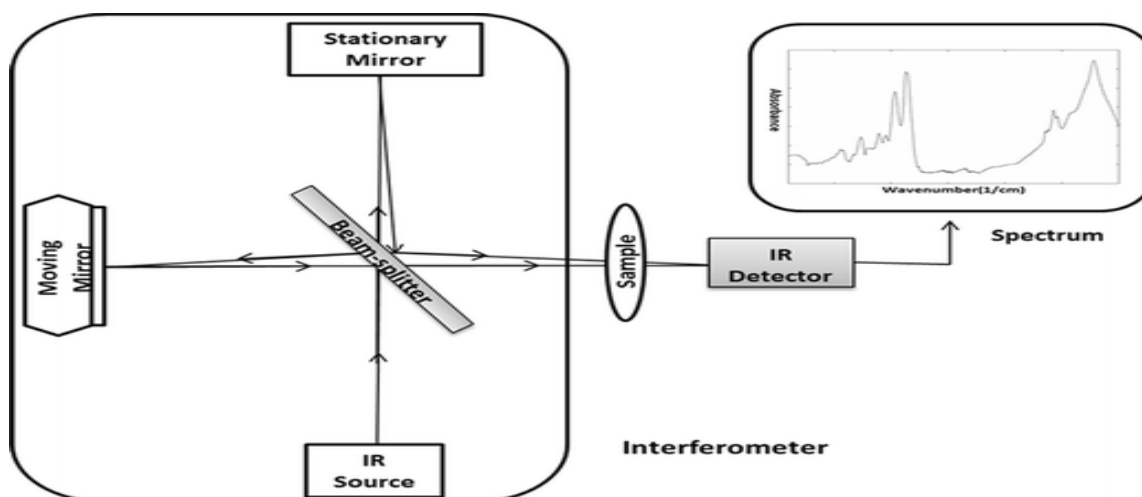 Stationary
Mirror
Moving
Mirror
Beam-splitter
IR
Source
Sample
IR
Detector
Interferometer
Absorbance
Wavenumber(1/cm)
Spectrum